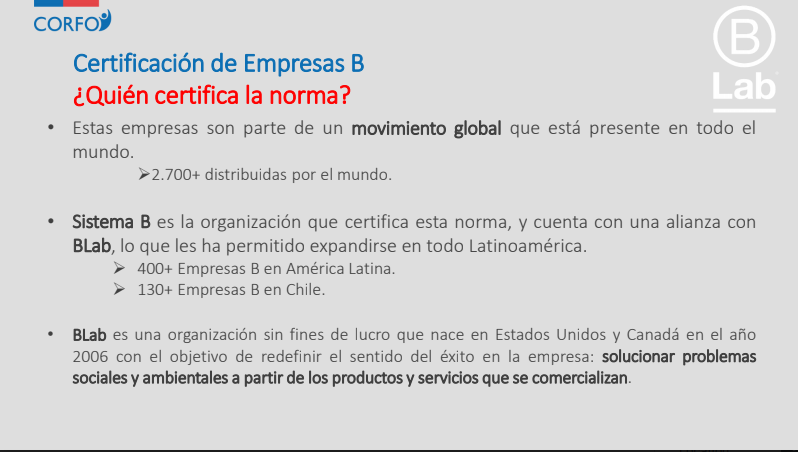 CORFO
B
Lab
Certificación de Empresas B
¿Quién certifica la norma?
• Estas empresas son parte de un movimiento global que está presente en todo el
mundo.
➢2.700+ distribuidas por el mundo.
• Sistema B es la organización que certifica esta norma, y cuenta con una alianza con
BLab, lo que les ha permitido expandirse en todo Latinoamérica.
➢ 400+ Empresas B en América Latina.
➢ 130+ Empresas B en Chile.
• BLab es una organización sin fines de lucro que nace en Estados Unidos y Canadá en el año
2006 con el objetivo de redefinir el sentido del éxito en la empresa: solucionar problemas
sociales y ambientales a partir de los productos y servicios que se comercializan.